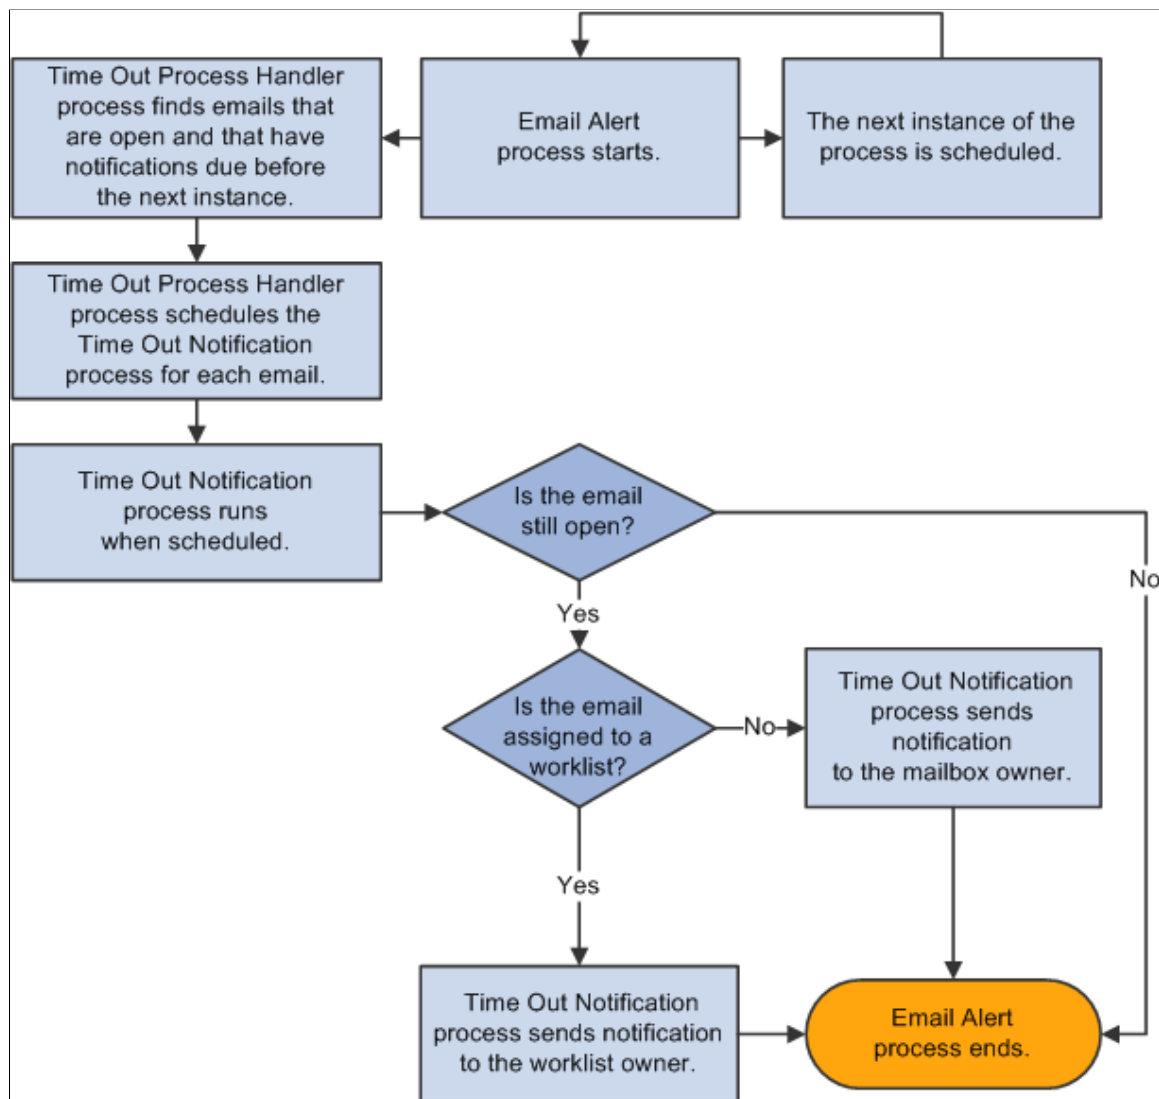 Time Out Process Handler
process finds emails that
are open and that have
notifications due before
the next instance.
Email Alert
process starts.
The next instance of the
process is scheduled.
Time Out Process Handler
process schedules the
Time Out Notification
process for each email.
Time Out Notification
process runs
when scheduled.
Is the email
still open?
No
Yes
Is the email
assigned to a
worklist?
No
Time Out Notification
process sends
notification
to the mailbox owner.
Yes
Time Out Notification
process sends notification
to the worklist owner.
Email Alert
process ends.